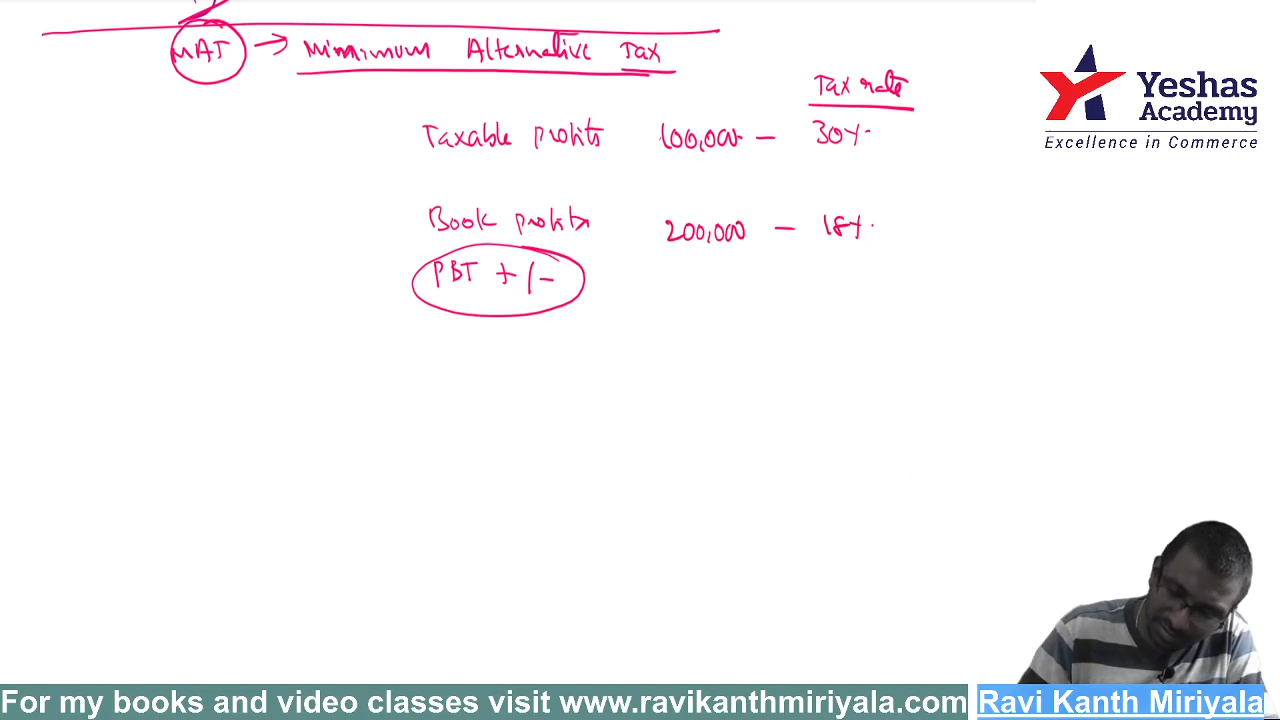 MAT → Minimum Alternative Tax
Tax rate
Taxable profits 100,000 – 30%
Book profits 200,000 – 18%
PBT + / –
Yeshas
Academy
Excellence in Commerce
For my books and video classes visit www.ravikanthmiriyala.com Ravi Kanth Miriyala